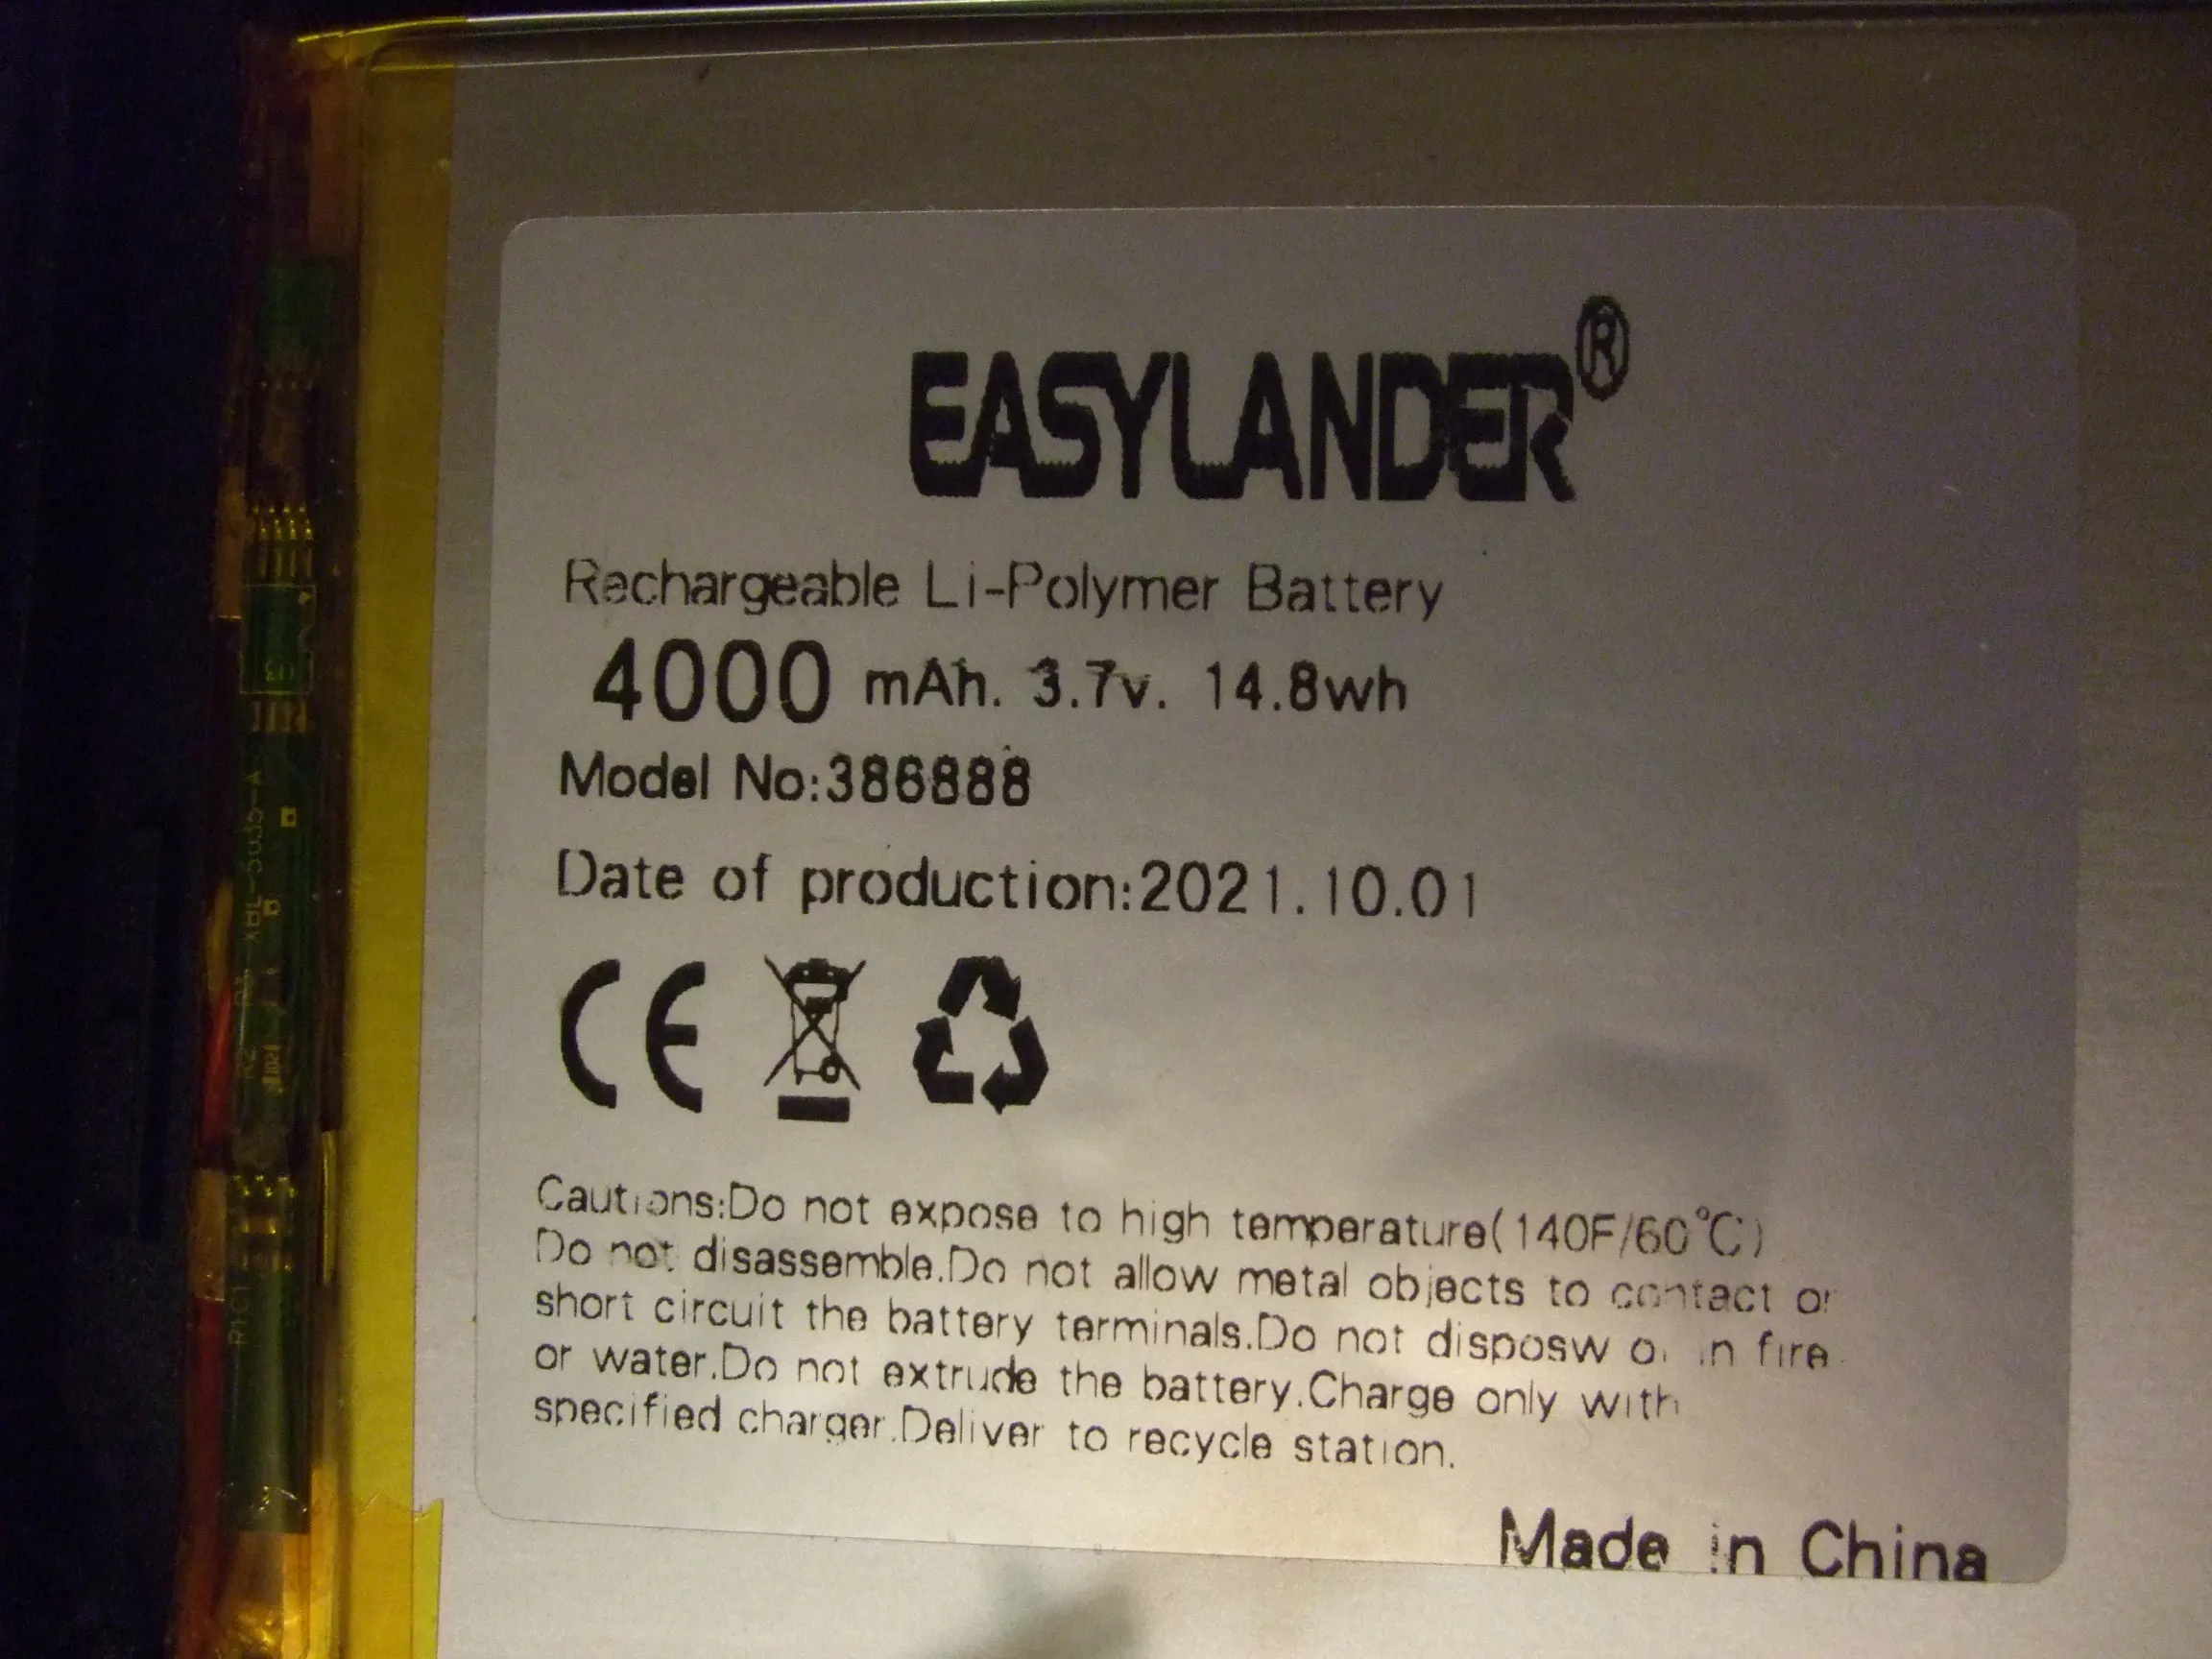 EASYLANDER®
Rechargeable Li-Polymer Battery
4000 mAh. 3.7v. 14.8wh
Model No:386888
Date of production:2021.10.01
CE
Cautions:Do not expose to high temperature(140F/60°C)
Do not disassemble.Do not allow metal objects to contact or
short circuit the battery terminals.Do not disposw in fire
or water.Do not extrude the battery.Charge only with
specified charger.Deliver to recycle station.
Made in China